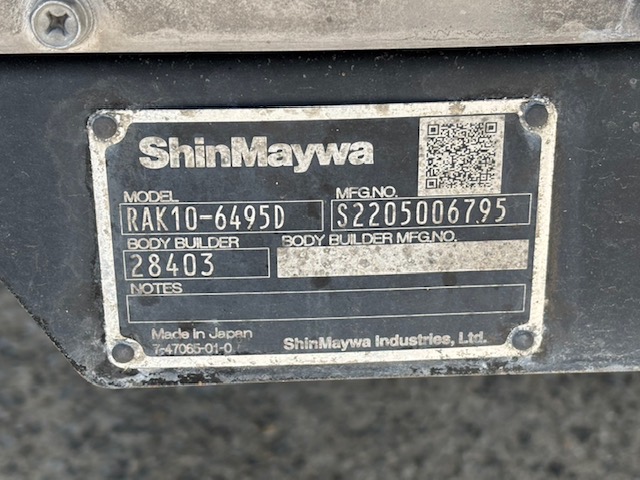 ShinMaywa
MODEL
MFG.NO.
RAK10-6495D
S2205006795
BODY BUILDER
BODY BUILDER MFG.NO.
28403
NOTES
Made in Japan
7-47065-01-0
ShinMaywa Industries, Ltd.